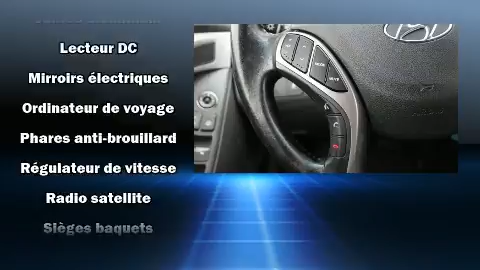 Lecteur DC
Mirroirs électriques
Ordinateur de voyage
Phares anti-brouillard
Régulateur de vitesse
Radio satellite
Sièges baquets